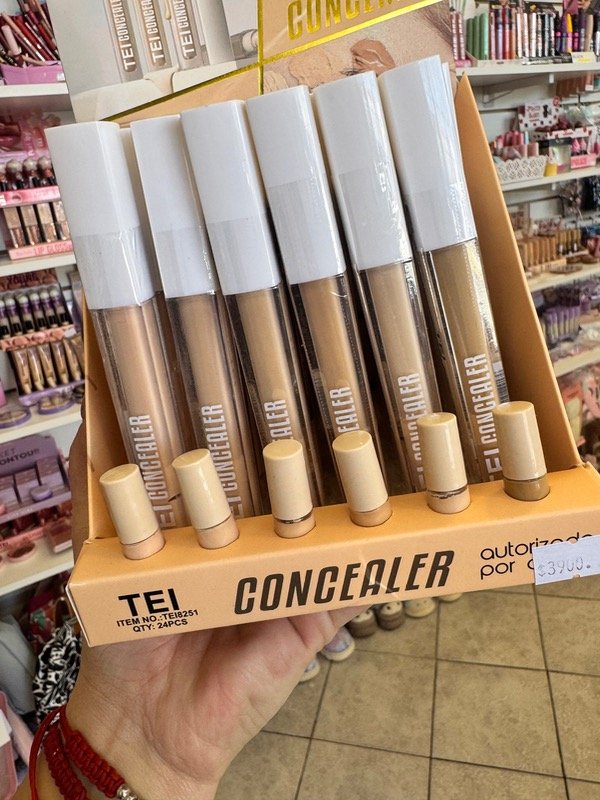 TEI CONCEALER
CONCEALER
TEI CONCEALER
TEI CONCEALER
TEI CONCEALER
TEI CONCEALER
TEI
ITEM NO.:TEI8251
QTY: 24PCS
CONCEALER
autorizado
por
$3900.